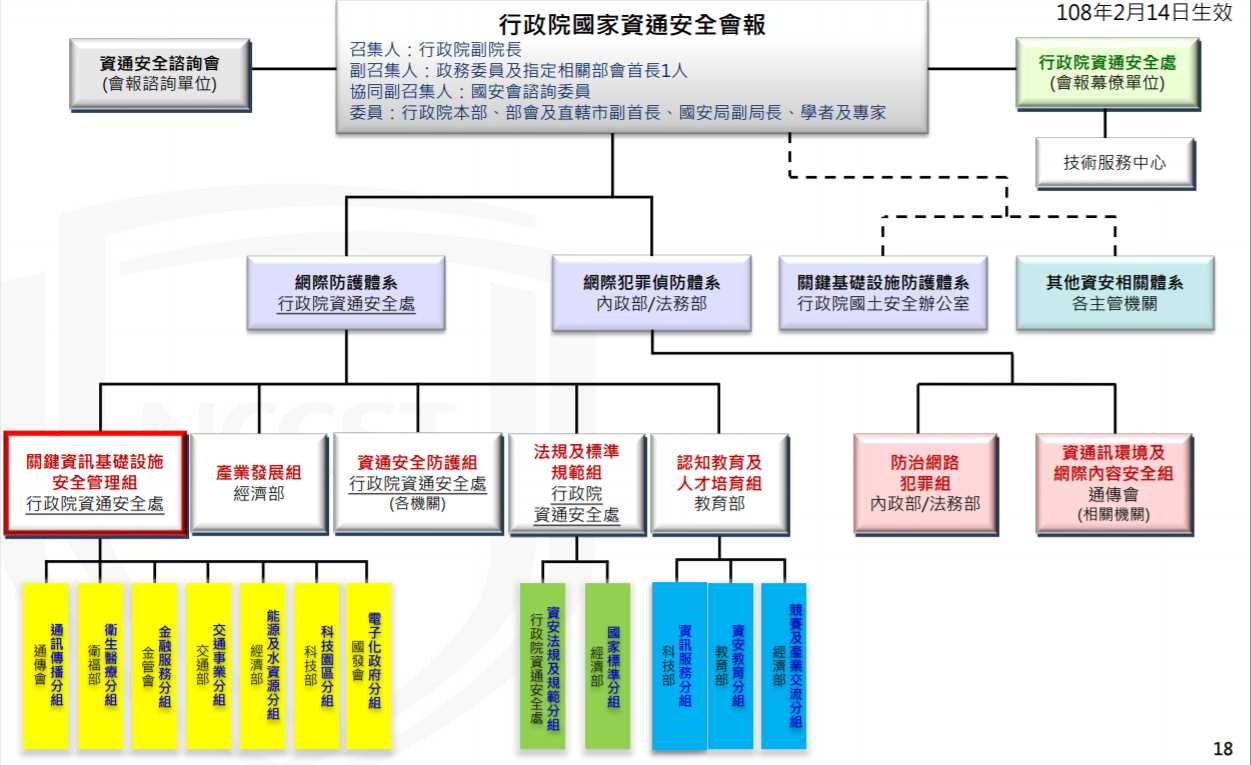 108年2月14日生效
行政院國家資通安全會報
召集人：行政院副院長
副召集人：政務委員及指定相關部會首長1人
協同副召集人：國安會諮詢委員
委員：行政院本部、部會及直轄市副首長、國安局副局長、學者及專家
資通安全諮詢會
(會報諮詢單位)
行政院資通安全處
(會報幕僚單位)
技術服務中心
網際防護體系
行政院資通安全處
網際犯罪偵防體系
內政部/法務部
關鍵基礎設施防護體系
行政院國土安全辦公室
其他資安相關體系
各主管機關
NCCST
關鍵資訊基礎設施
安全管理組
行政院資通安全處
產業發展組
經濟部
資通安全防護組
行政院資通安全處
(各機關)
法規及標準
規範組
行政院
資通安全處
認知教育及
人才培育組
教育部
防治網路
犯罪組
內政部/法務部
資通訊環境及
網際內容安全組
通傳會
(相關機關)
通訊傳播分組
通傳會
衛生醫療分組
衛福部
金融服務分組
金管會
交通事業分組
交通部
能源及水資源分組
經濟部
科技園區分組
科技部
電子化政府分組
國發會
資安法規及規範分組
行政院資通安全處
國家標準分組
經濟部
資訊服務分組
科技部
資安教育分組
教育部
競賽及產業交流分組
經濟部
18